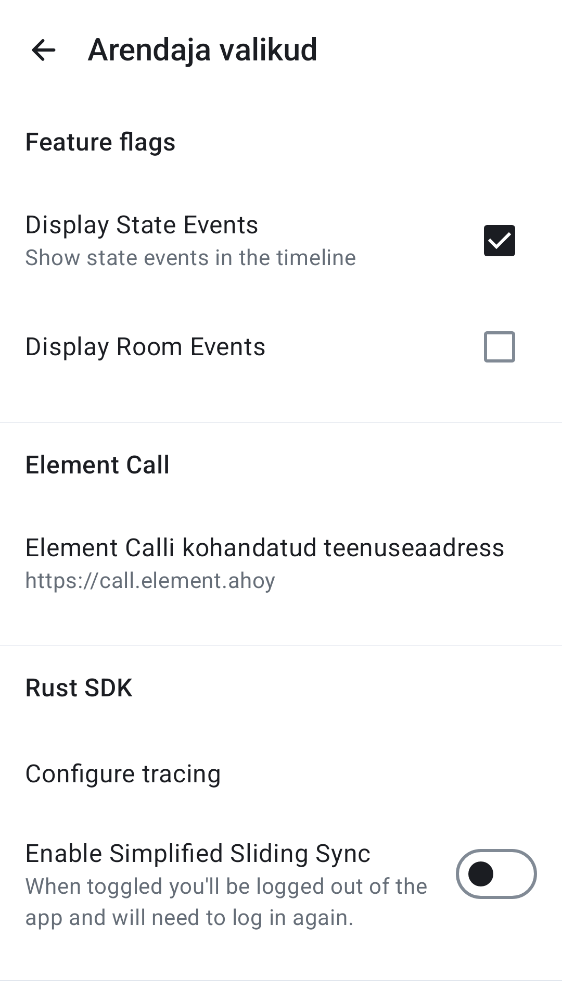 Arendaja valikud
Feature flags
Display State Events
Show state events in the timeline
Display Room Events
Element Call
Element Calli kohandatud teenuseaadress
https://call.element.ahoy
Rust SDK
Configure tracing
Enable Simplified Sliding Sync
When toggled you'll be logged out of the
app and will need to log in again.